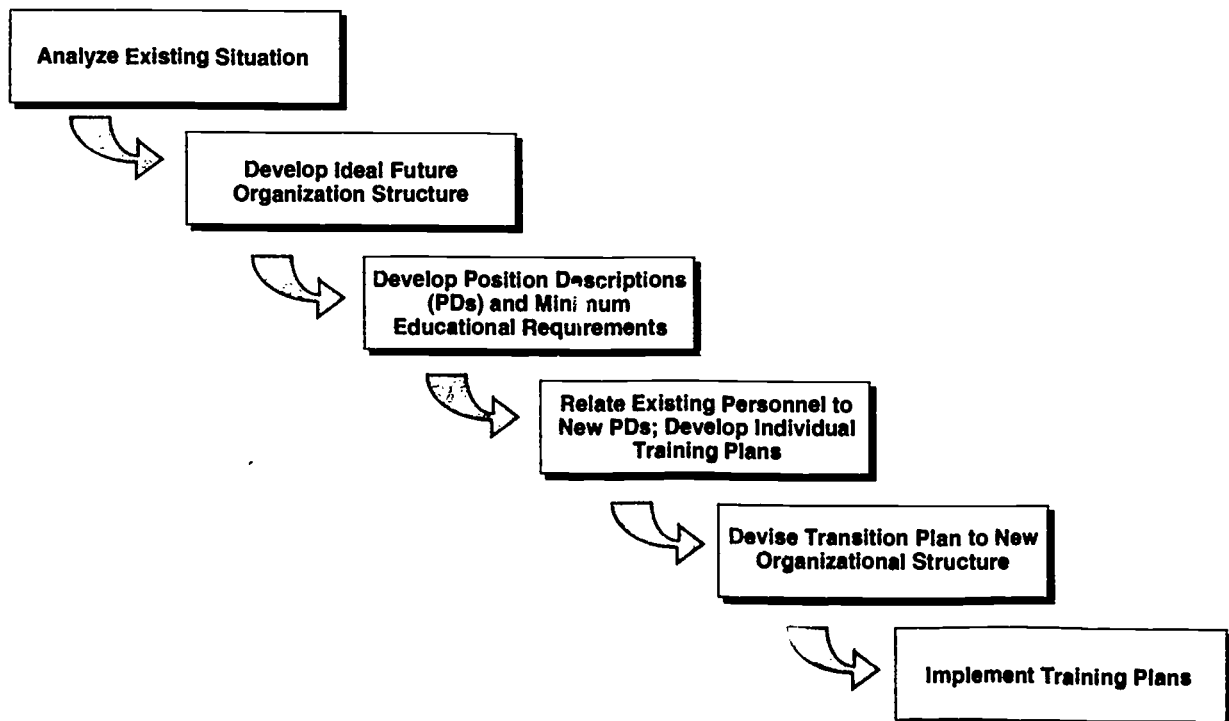 Analyze Existing Situation
Develop Ideal Future
Organization Structure
Develop Position Descriptions
(PDs) and Minimum
Educational Requirements
Relate Existing Personnel to
New PDs; Develop Individual
Training Plans
Devise Transition Plan to New
Organizational Structure
Implement Training Plans